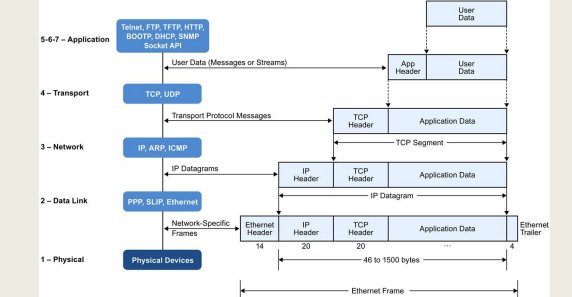 User
Data
Telnet, FTP, TFTP, HTTP,
BOOTP, DHCP, SNMP
Socket API
5-6-7 – Application
User Data (Messages or Streams)
App
Header
User
Data
4 – Transport
TCP, UDP
Transport Protocol Messages
TCP
Header
Application Data
TCP Segment
3 – Network
IP, ARP, ICMP
IP Datagrams
IP
Header
TCP
Header
Application Data
IP Datagram
2 – Data Link
PPP, SLIP, Ethernet
Network-Specific
Frames
Ethernet
Header
IP
Header
TCP
Header
Application Data
Ethernet
Trailer
14
20
20
...
4
1 – Physical
Physical Devices
46 to 1500 bytes
Ethernet Frame